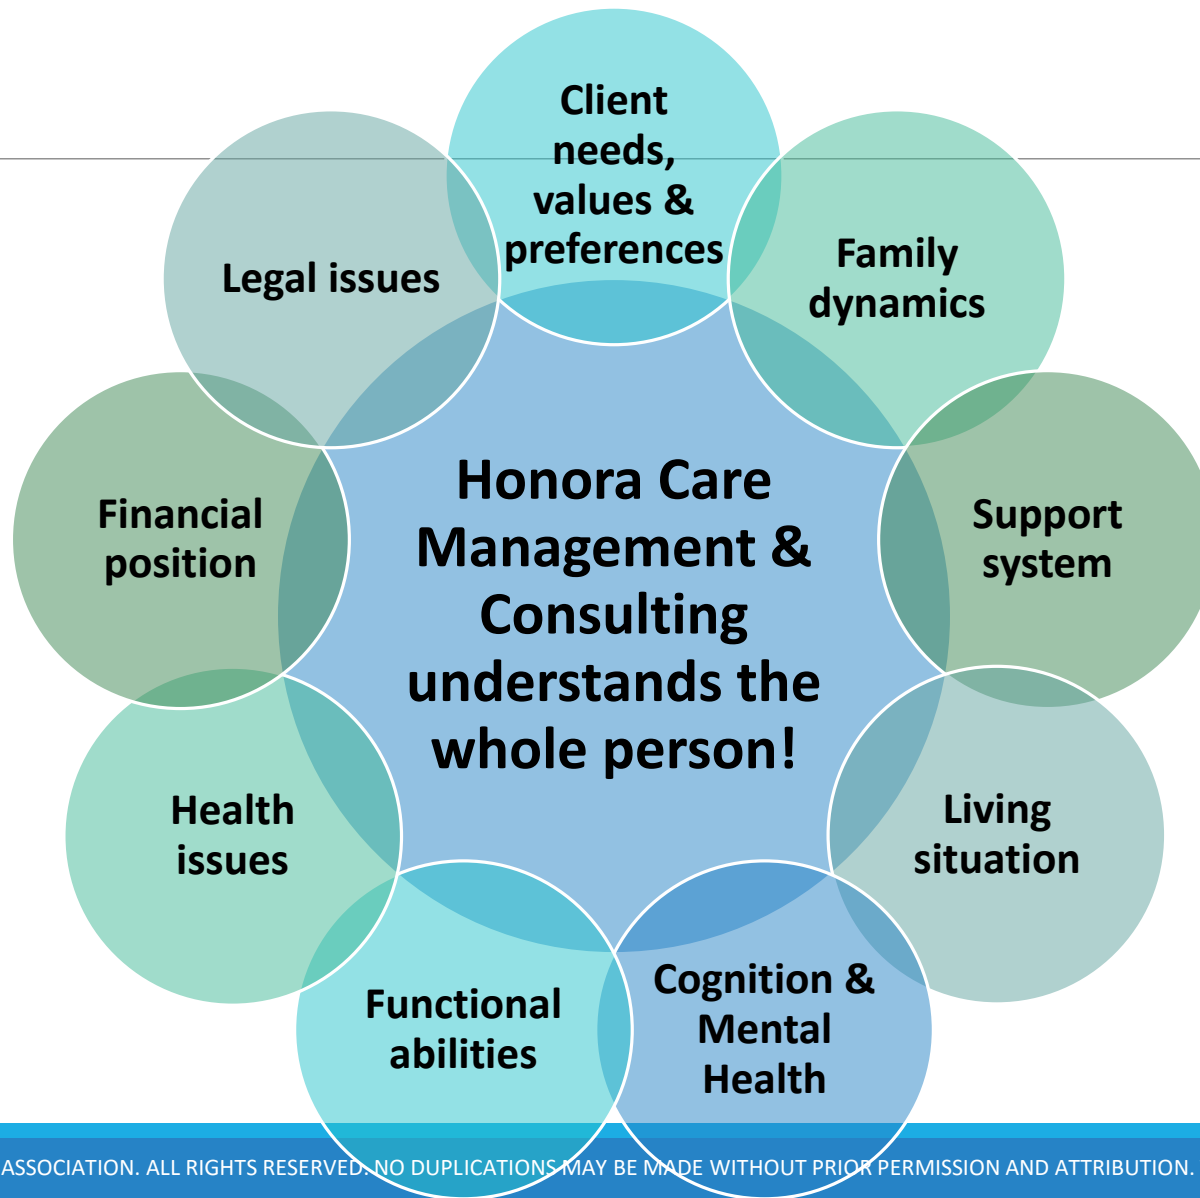 Client
needs,
values &
preferences
Family
dynamics
Legal issues
Honora Care
Management &
Consulting
understands the
whole person!
Financial
position
Support
system
Health
issues
Living
situation
Functional
abilities
Cognition &
Mental
Health
ASSOCIATION. ALL RIGHTS RESERVED. NO DUPLICATIONS MAY BE MADE WITHOUT PRIOR PERMISSION AND ATTRIBUTION.